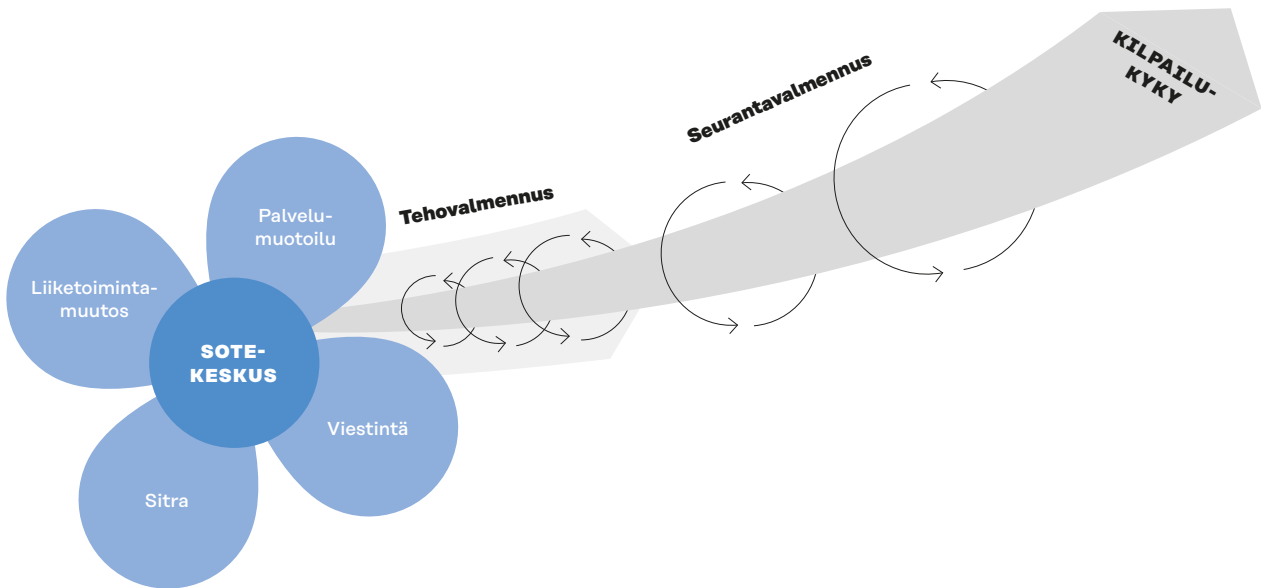 Palvelu-
muotoilu
Liiketoiminta-
muutos
SOTE-
KESKUS
Viestintä
Sitra
Tehovalmennus
Seurantavalmennus
KILPAILU-
KYKY